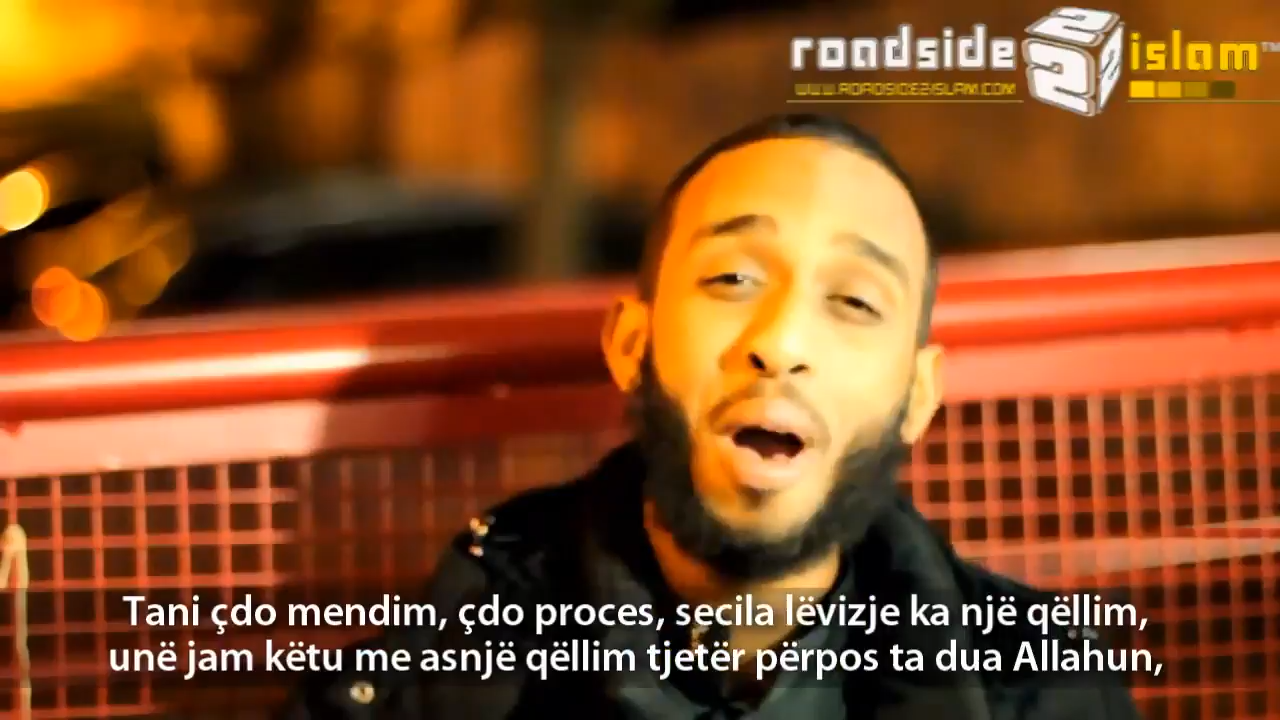 roadside 2 islam™
WWW.ROADSIDE2ISLAM.COM
Tani çdo mendim, çdo proces, secila lëvizje ka një qëllim,
unë jam këtu me asnjë qëllim tjetër përpos ta dua Allahun,